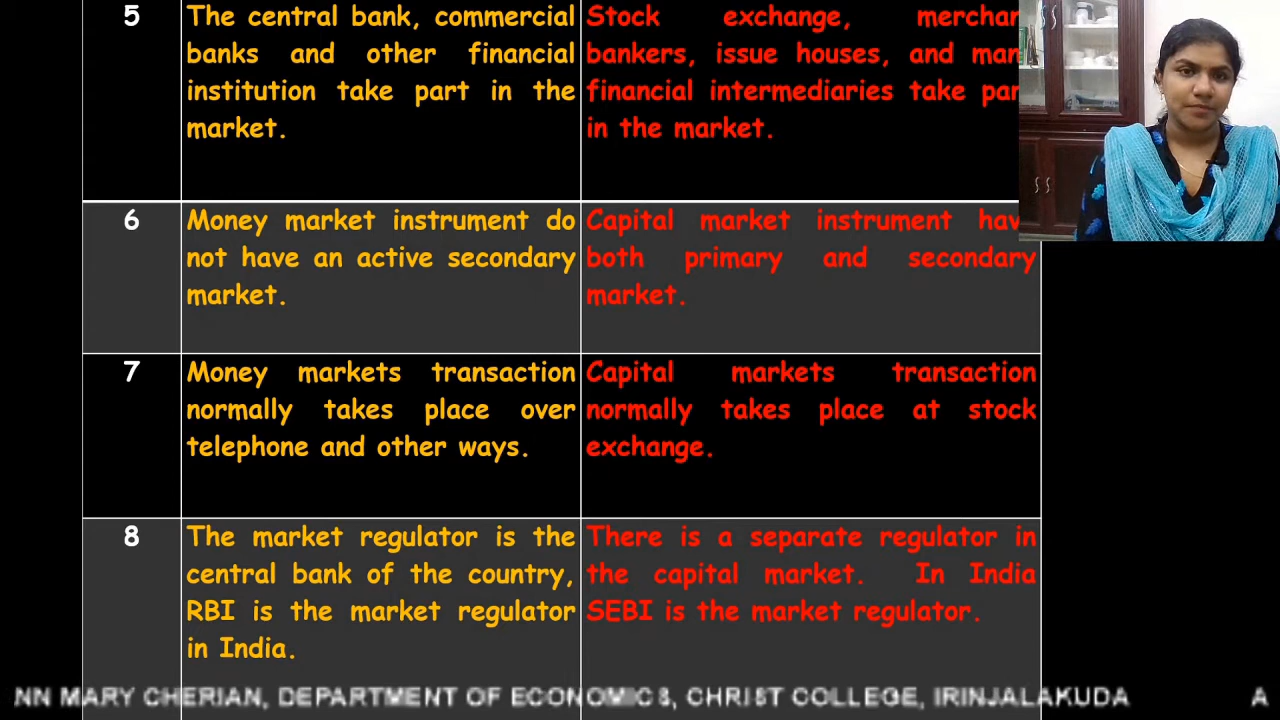 5
The central bank, commercial
banks and other financial
institution take part in the
market.
Stock exchange,
bankers, issue houses, and
financial intermediaries take
in the market.
6
Money market instrument do
not have an active secondary
market.
Capital market instrument
both primary and secondary
market.
7
Money markets transaction
normally takes place over
telephone and other ways.
Capital markets transaction
normally takes place at stock
exchange.
8
The market regulator is the
central bank of the country,
RBI is the market regulator
in India.
There is a separate regulator in
the capital market. In India
SEBI is the market regulator.
NN MARY CHERIAN, DEPARTMENT OF ECONOMICS, CHRIST COLLEGE, IRINJALAKUDA A